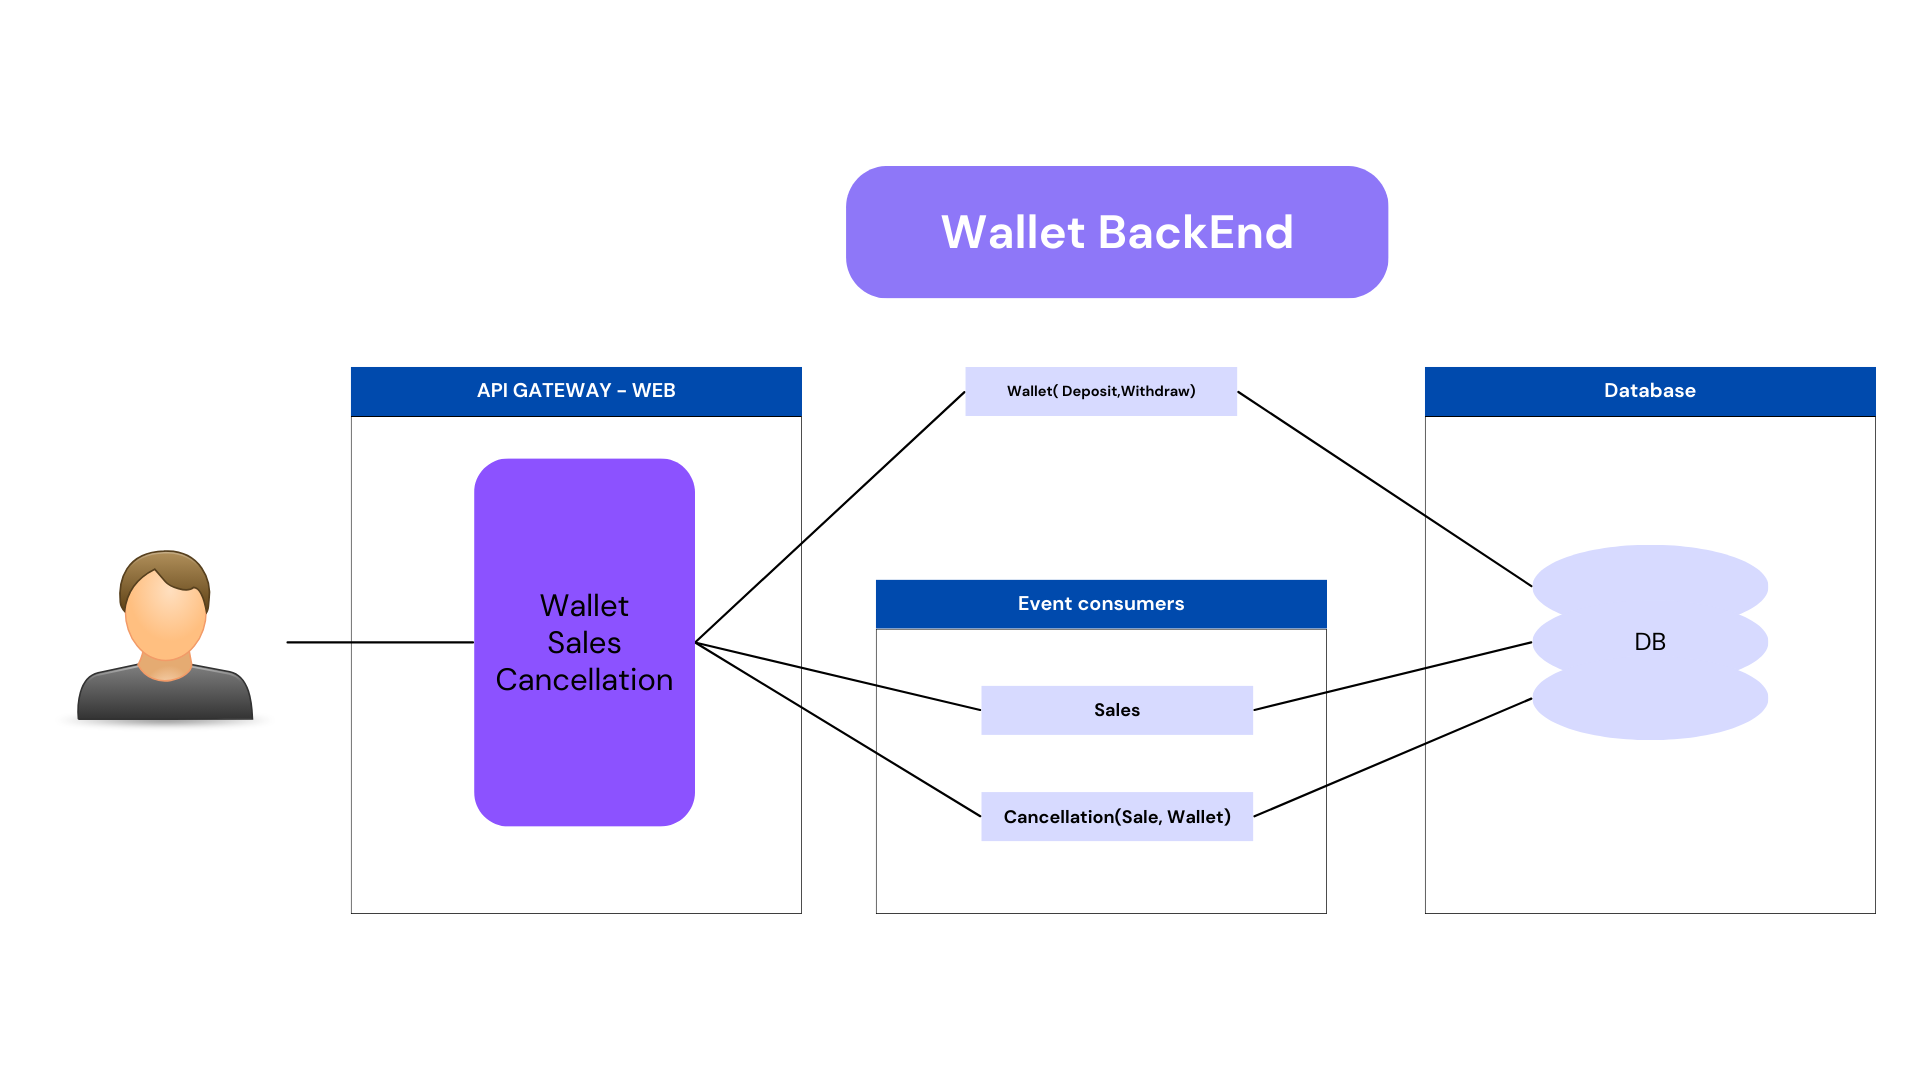 Wallet BackEnd
API GATEWAY - WEB
Wallet( Deposit,Withdraw)
Database
Wallet
Sales
Cancellation
Event consumers
Sales
Cancellation(Sale, Wallet)
DB